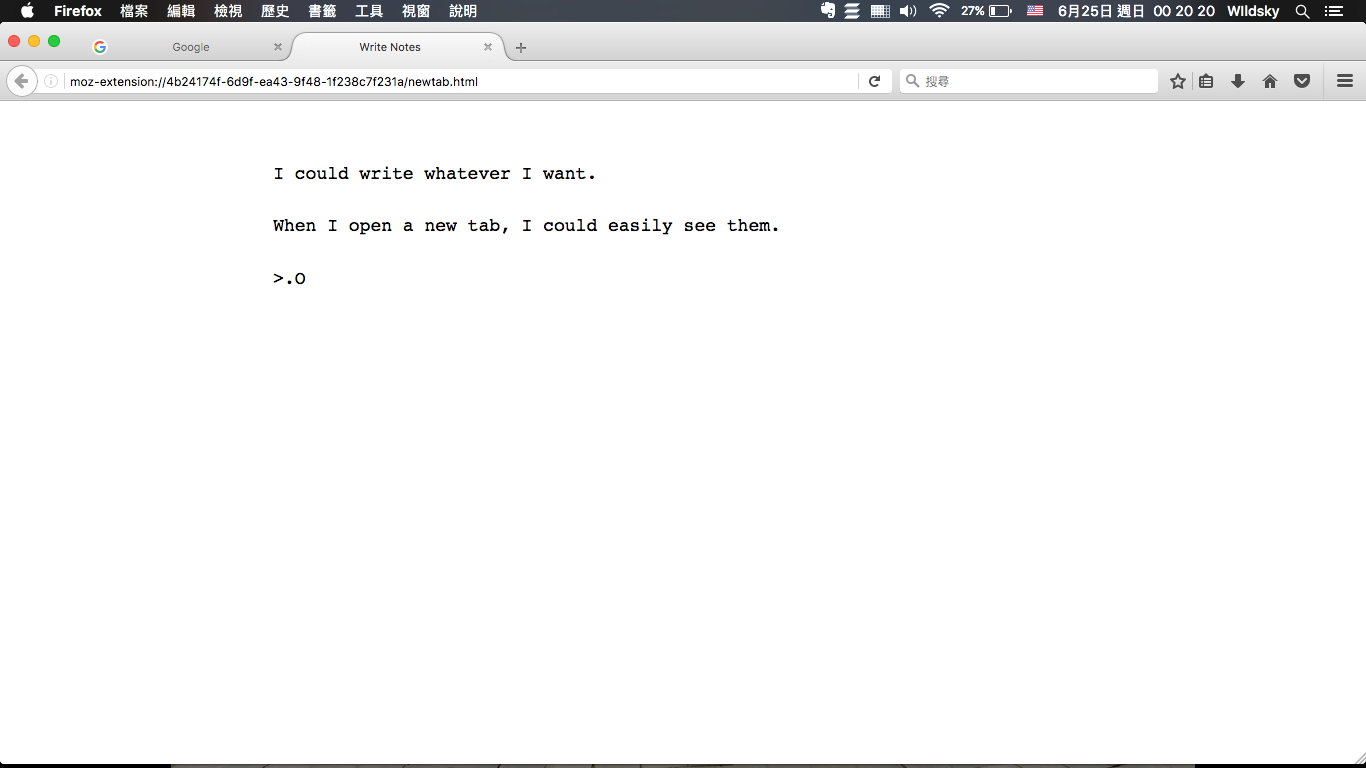 Firefox 檔案 編輯 檢視 歷史 書籤 工具 視窗 說明 27% 6月25日 週日 00 20 20 Wlldsky
Google Write Notes
moz-extension://4b24174f-6d9f-ea43-9f48-1f238c7f231a/newtab.html 搜尋
I could write whatever I want.
When I open a new tab, I could easily see them.
>.O